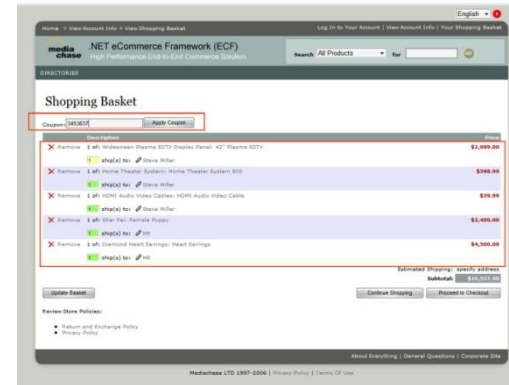 English
Home > View Account Info > View Shopping Basket
Log In to Your Account | View Account Info | Your Shopping Basket
media chase
.NET eCommerce Framework (ECF)
High Performance End-to-End Commerce Solution
Search All Products for
DIRECTORIES
Shopping Basket
Coupon: 3453637 Apply Coupon
Description Price
Remove 1 of: Widescreen Plasma EDTV Display Panel: 42" Plasma EDTV $2,999.00
1 ship(s) to: Steve Miller
Remove 1 of: Home Theater System: Home Theater System BIG $598.99
1 ship(s) to: Steve Miller
Remove 1 of: HDMI Audio Video Cables: HDMI Audio Video Cable $39.99
1 ship(s) to: Steve Miller
Remove 1 of: Shar Pei: Female Puppy $2,400.00
1 ship(s) to: ME
Remove 1 of: Diamond Heart Earrings: Heart Earrings $4,500.00
1 ship(s) to: ME
Estimated Shipping: specify address
Subtotal:
Update Basket Continue Shopping Proceed to Checkout
Review Store Policies:
Return and Exchange Policy
Privacy Policy
About Everything | General Questions | Corporate Site
Mediachase LTD 1997-2006 | Privacy Policy | Terms Of Use